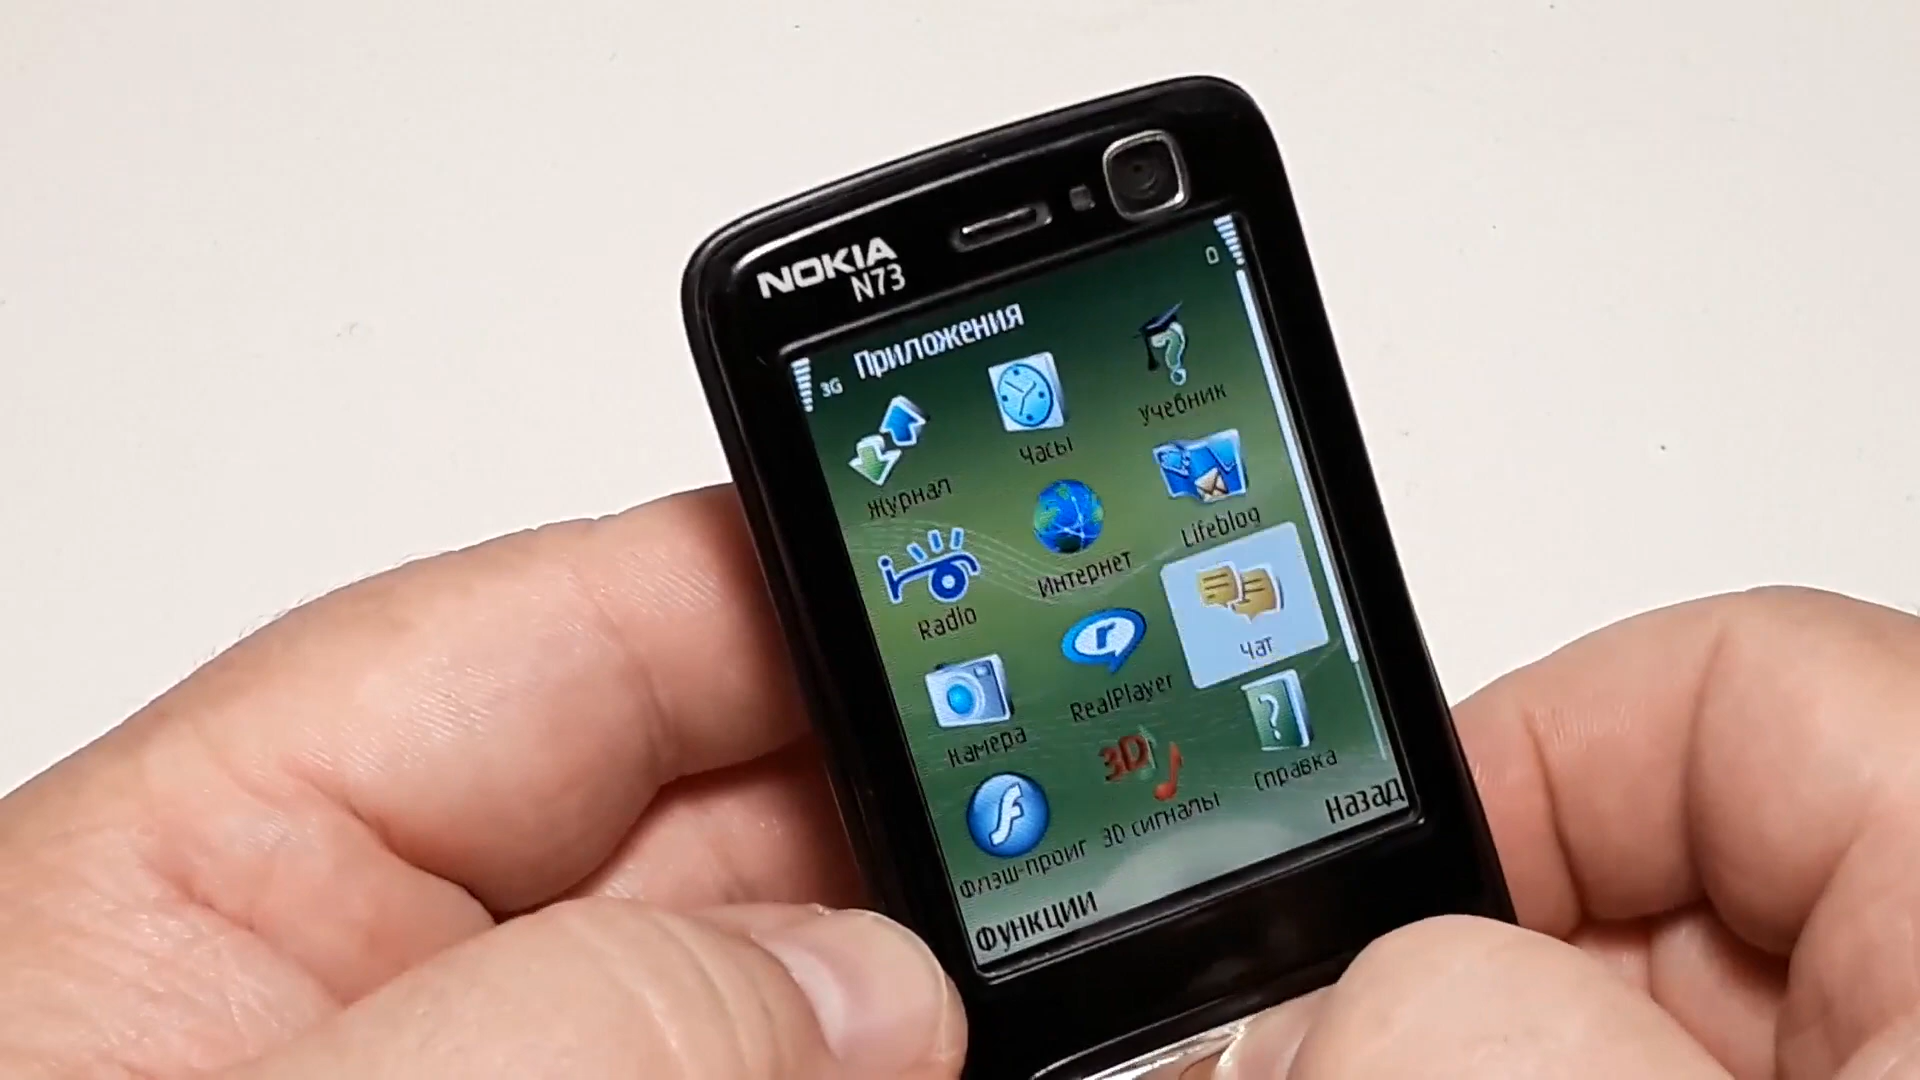 NOKIA
N73
3G
Приложения
Журнал
Часы
Учебник
Radio
Интернет
Lifeblog
Камера
RealPlayer
Чат
Флэш-проиг
3D
3D сигналы
Справка
Функции
Назад